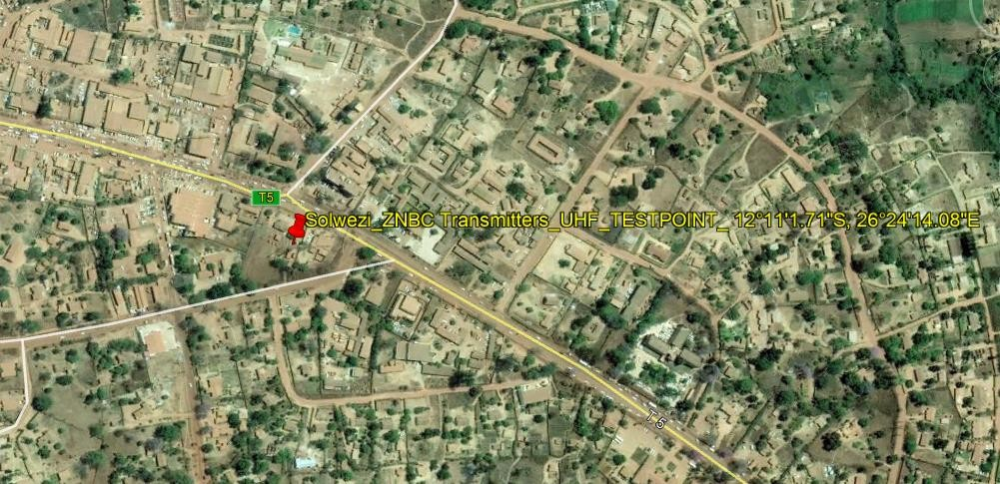 T5
Solwezi_ZNBC Transmitters_UHF_TESTPOINT_ 12°11'1.71"S, 26°24'14.08"E
T5